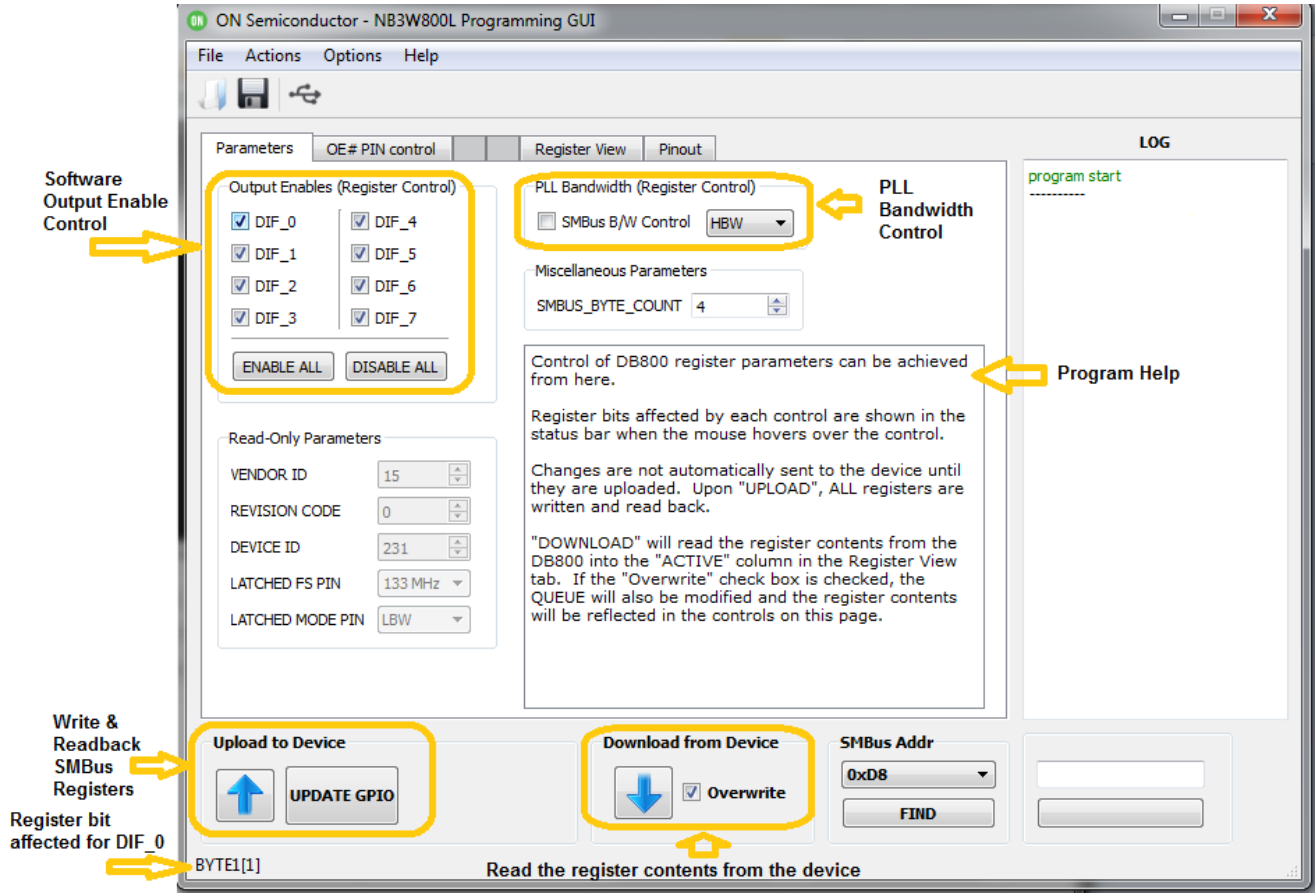 ON Semiconductor - NB3W800L Programming GUI
File Actions Options Help
Parameters OE# PIN control Register View Pinout
LOG
Software
Output Enable
Control
Output Enables (Register Control)
DIF_0 DIF_4
DIF_1 DIF_5
DIF_2 DIF_6
DIF_3 DIF_7
ENABLE ALL DISABLE ALL
PLL Bandwidth (Register Control)
SMBus B/W Control HBW
PLL
Bandwidth
Control
program start
----------
Miscellaneous Parameters
SMBUS_BYTE_COUNT 4
Control of DB800 register parameters can be achieved
from here.
Register bits affected by each control are shown in the
status bar when the mouse hovers over the control.
Changes are not automatically sent to the device until
they are uploaded. Upon "UPLOAD", ALL registers are
written and read back.
"DOWNLOAD" will read the register contents from the
DB800 into the "ACTIVE" column in the Register View
tab. If the "Overwrite" check box is checked, the
QUEUE will also be modified and the register contents
will be reflected in the controls on this page.
Program Help
Read-Only Parameters
VENDOR ID 15
REVISION CODE 0
DEVICE ID 231
LATCHED FS PIN 133 MHz
LATCHED MODE PIN LBW
Write &
Readback
SMBus
Registers
Upload to Device
UPDATE GPIO
Download from Device
Overwrite
SMBus Addr
0xD8
FIND
Register bit
affected for DIF_0
BYTE1[1]
Read the register contents from the device